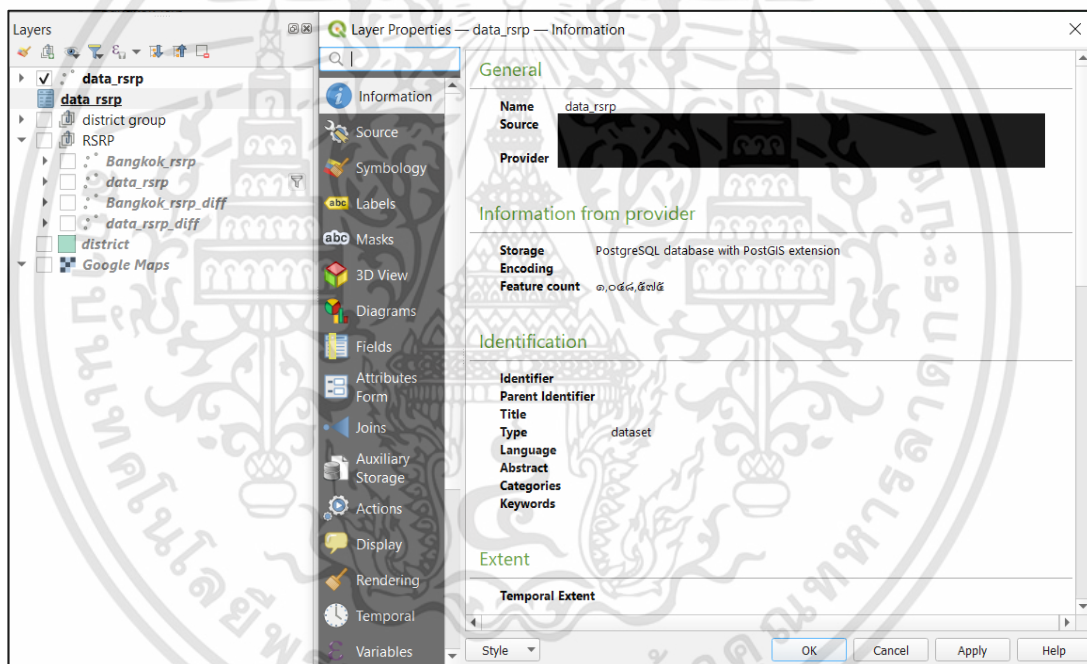 Layers
data_rsrp
data_rsrp
district group
RSRP
Bangkok_rsrp
data_rsrp
Bangkok_rsrp_diff
data_rsrp_diff
district
Google Maps
Layer Properties — data_rsrp — Information
Information
Source
Symbology
abc Labels
abc Masks
3D View
Diagrams
Fields
Attributes
Form
Joins
Auxiliary
Storage
Actions
Display
Rendering
Temporal
Variables
General
Name data_rsrp
Source
Provider
Information from provider
Storage PostgreSQL database with PostGIS extension
Encoding
Feature count ๑,๐๔๘,๕๗๕
Identification
Identifier
Parent Identifier
Title
Type dataset
Language
Abstract
Categories
Keywords
Extent
Temporal Extent
Style OK Cancel Apply Help